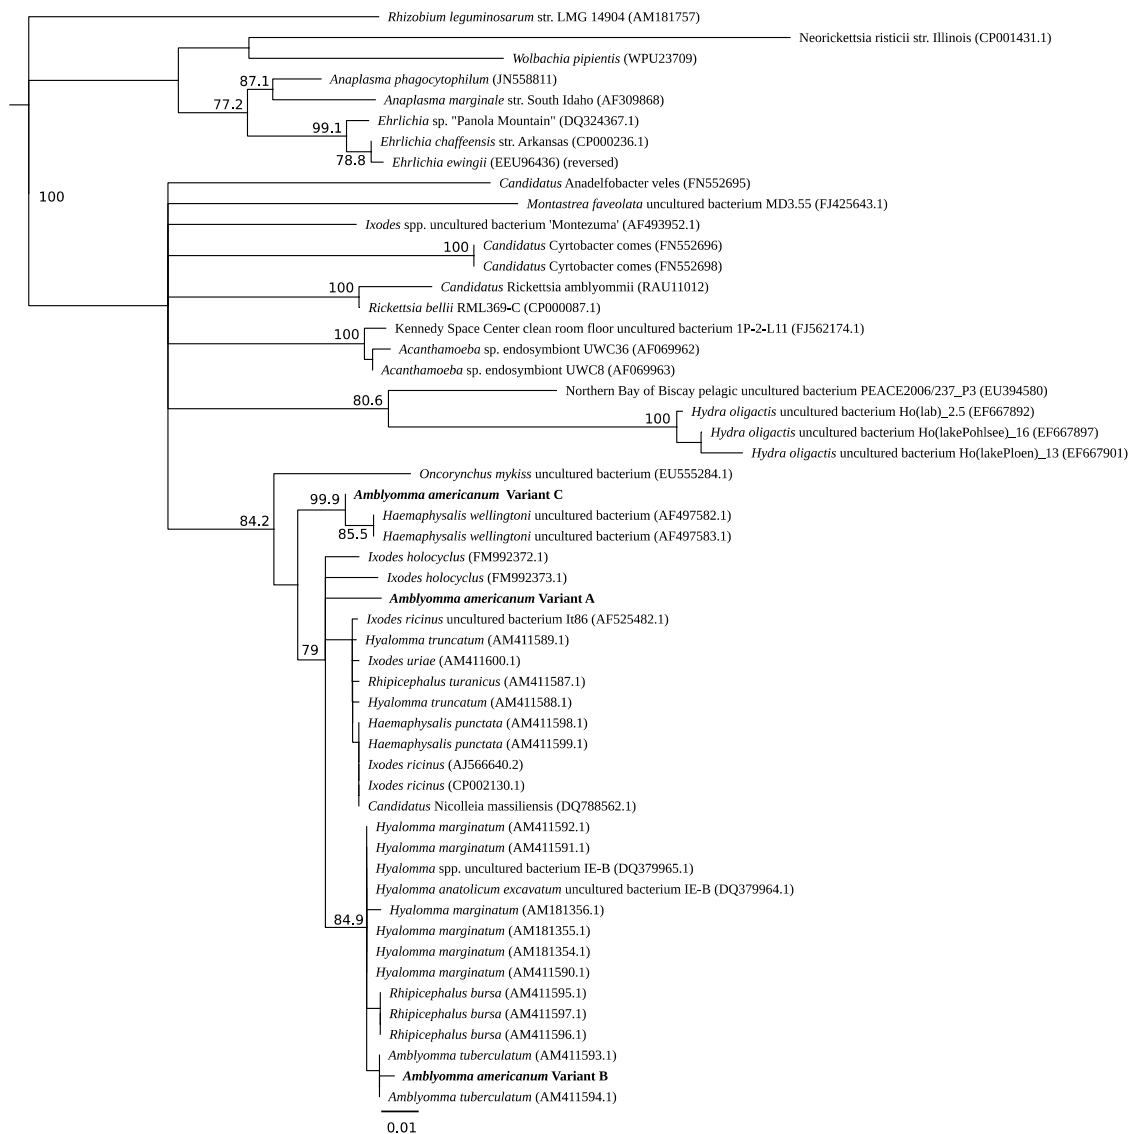 Rhizobium leguminosarum str. LMG 14904 (AM181757)
Neorickettsia risticii str. Illinois (CP001431.1)
Wolbachia pipientis (WPU23709)
87.1
Anaplasma phagocytophilum (JN558811)
77.2
Anaplasma marginale str. South Idaho (AF309868)
Ehrlichia sp. "Panola Mountain" (DQ324367.1)
99.1
Ehrlichia chaffeensis str. Arkansas (CP000236.1)
78.8
Ehrlichia ewingii (EEU96436) (reversed)
Candidatus Anadelfobacter veles (FN552695)
100
Montastrea faveolata uncultured bacterium MD3.55 (FJ425643.1)
Ixodes spp. uncultured bacterium 'Montezuma' (AF493952.1)
100
Candidatus Cyrtobacter comes (FN552696)
Candidatus Cyrtobacter comes (FN552698)
100
Candidatus Rickettsia amblyommii (RAU11012)
Rickettsia bellii RML369-C (CP000087.1)
Kennedy Space Center clean room floor uncultured bacterium 1P-2-L11 (FJ562174.1)
100
Acanthamoeba sp. endosymbiont UWC36 (AF069962)
Acanthamoeba sp. endosymbiont UWC8 (AF069963)
Northern Bay of Biscay pelagic uncultured bacterium PEACE2006/237_P3 (EU394580)
80.6
Hydra oligactis uncultured bacterium Ho(lab)_2.5 (EF667892)
100
Hydra oligactis uncultured bacterium Ho(lakePohlsee)_16 (EF667897)
Hydra oligactis uncultured bacterium Ho(lakePloen)_13 (EF667901)
Oncorynchus mykiss uncultured bacterium (EU555284.1)
99.9
Amblyomma americanum Variant C
84.2
Haemaphysalis wellingtoni uncultured bacterium (AF497582.1)
85.5
Haemaphysalis wellingtoni uncultured bacterium (AF497583.1)
Ixodes holocyclus (FM992372.1)
Ixodes holocyclus (FM992373.1)
Amblyomma americanum Variant A
Ixodes ricinus uncultured bacterium It86 (AF525482.1)
79
Hyalomma truncatum (AM411589.1)
Ixodes uriae (AM411600.1)
Rhipicephalus turanicus (AM411587.1)
Hyalomma truncatum (AM411588.1)
Haemaphysalis punctata (AM411598.1)
Haemaphysalis punctata (AM411599.1)
Ixodes ricinus (AJ566640.2)
Ixodes ricinus (CP002130.1)
Candidatus Nicolleia massiliensis (DQ788562.1)
Hyalomma marginatum (AM411592.1)
Hyalomma marginatum (AM411591.1)
Hyalomma spp. uncultured bacterium IE-B (DQ379965.1)
Hyalomma anatolicum excavatum uncultured bacterium IE-B (DQ379964.1)
84.9
Hyalomma marginatum (AM181356.1)
Hyalomma marginatum (AM181355.1)
Hyalomma marginatum (AM181354.1)
Hyalomma marginatum (AM411590.1)
Rhipicephalus bursa (AM411595.1)
Rhipicephalus bursa (AM411597.1)
Rhipicephalus bursa (AM411596.1)
Amblyomma tuberculatum (AM411593.1)
Amblyomma americanum Variant B
Amblyomma tuberculatum (AM411594.1)
0.01